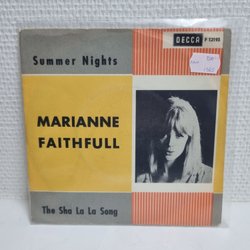 DECCA
Summer Nights
MARIANNE
FAITHFULL
The Sha La La Song